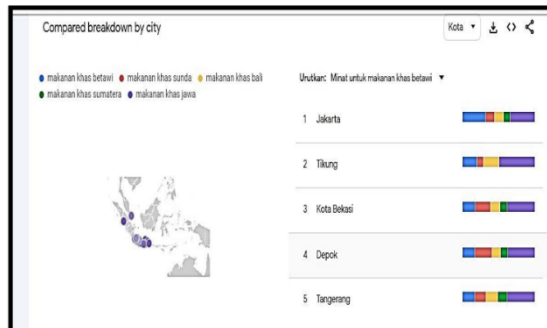 Compared breakdown by city
Kota
makanan khas betawi makanan khas sunda makanan khas bali
makanan khas sumatera makanan khas jawa
Urutkan: Minat untuk makanan khas betawi
1 Jakarta
2 Tikung
3 Kota Bekasi
4 Depok
5 Tangerang